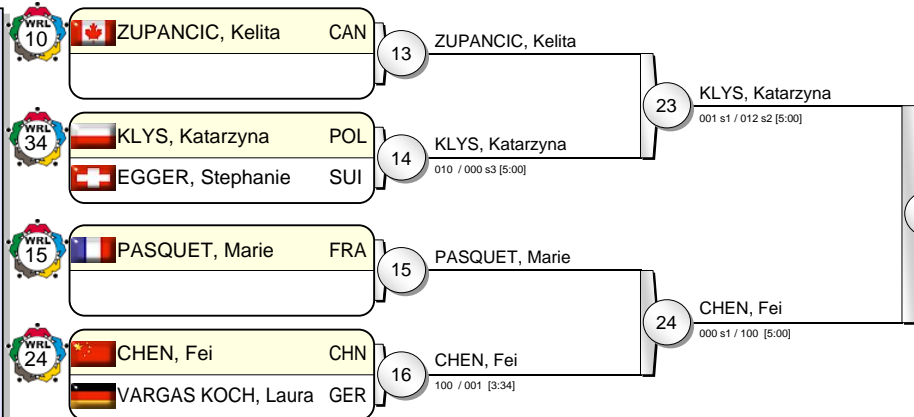 WRL
10
ZUPANCIC, Kelita CAN
13
ZUPANCIC, Kelita
23
KLYS, Katarzyna
001 s1 / 012 s2 [5:00]
WRL
34
KLYS, Katarzyna POL
EGGER, Stephanie SUI
14
KLYS, Katarzyna
010 / 000 s3 [5:00]
WRL
15
PASQUET, Marie FRA
15
PASQUET, Marie
24
CHEN, Fei
000 s1 / 100 [5:00]
WRL
24
CHEN, Fei CHN
VARGAS KOCH, Laura GER
16
CHEN, Fei
100 / 001 [3:34]